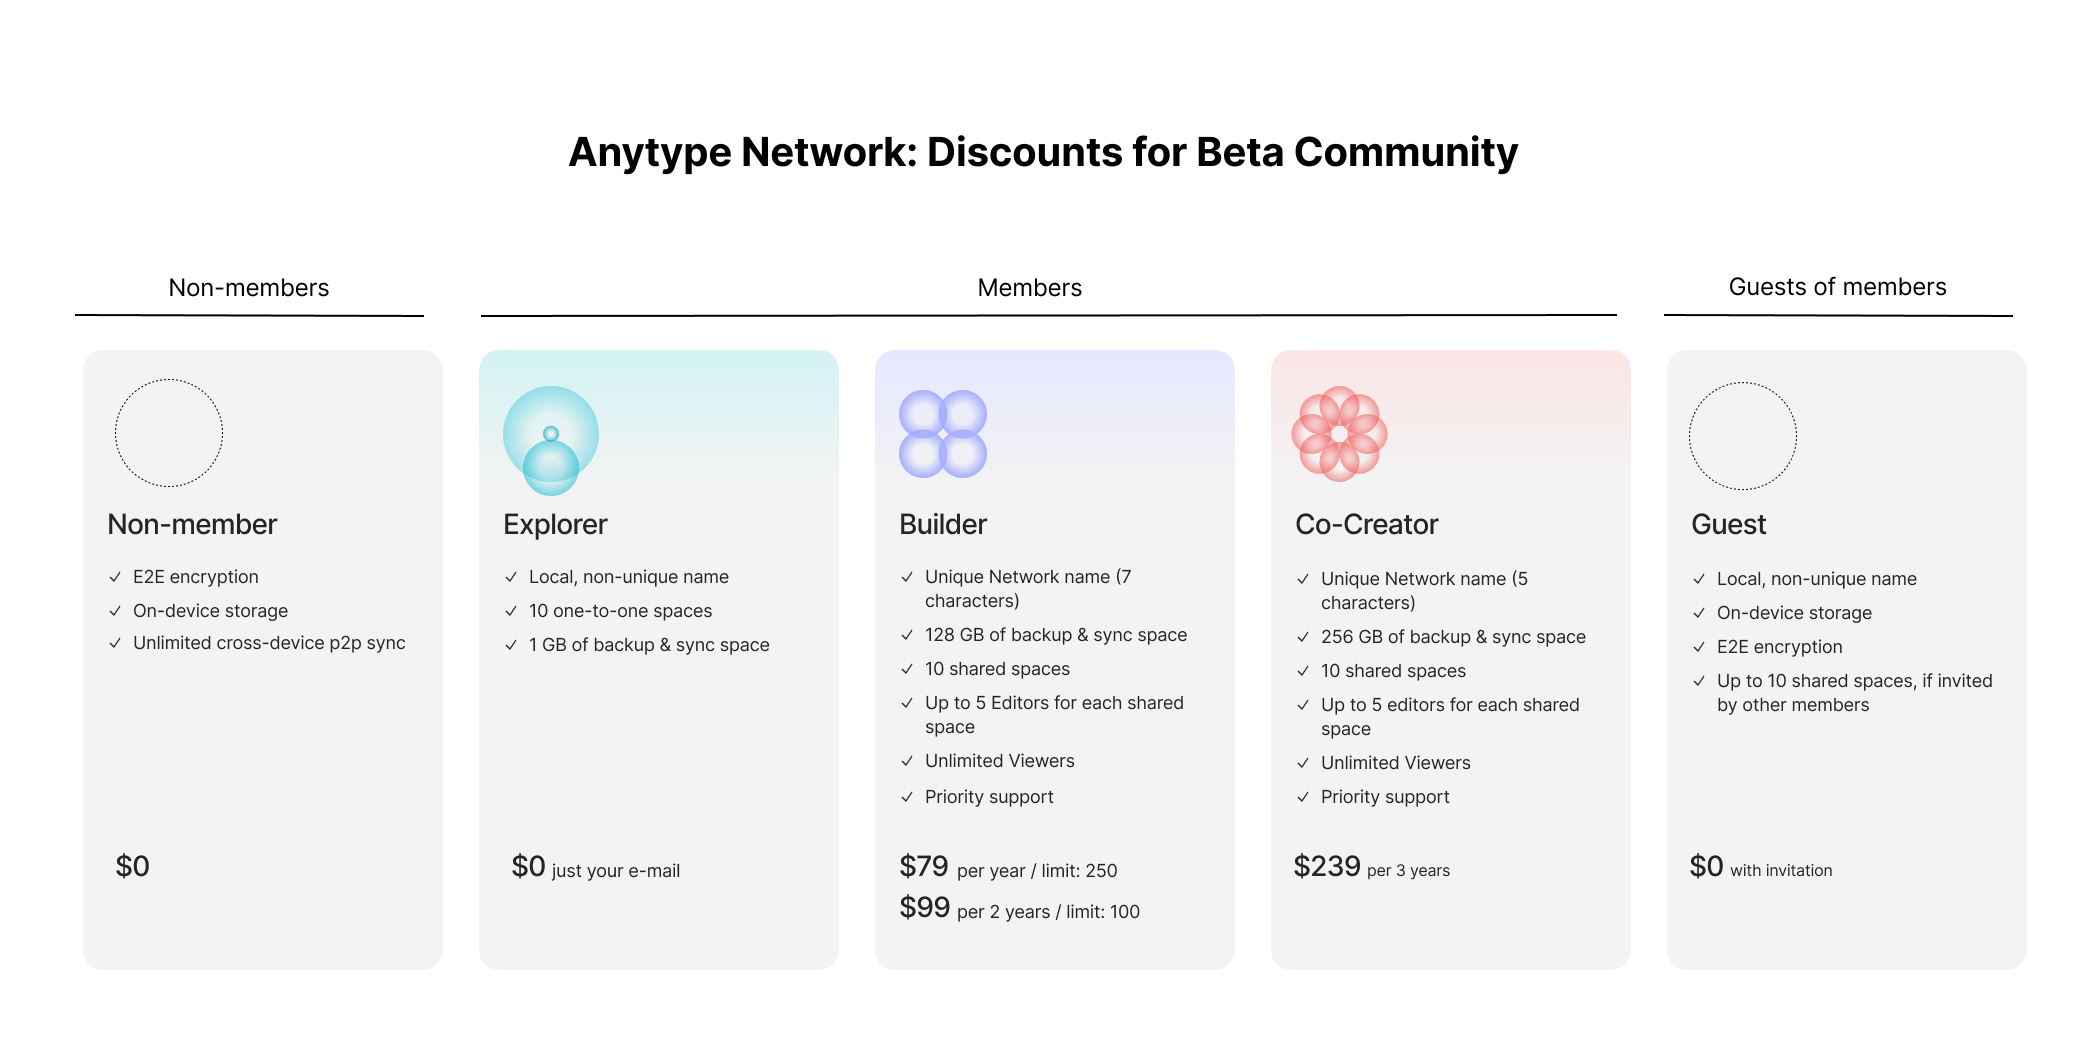 Anytype Network: Discounts for Beta Community
Non-members
Members
Guests of members
Non-member
E2E encryption
On-device storage
Unlimited cross-device p2p sync
$0
Explorer
Local, non-unique name
10 one-to-one spaces
1 GB of backup & sync space
$0 just your e-mail
Builder
Unique Network name (7
characters)
128 GB of backup & sync space
10 shared spaces
Up to 5 Editors for each shared
space
Unlimited Viewers
Priority support
$79 per year / limit: 250
$99 per 2 years / limit: 100
Co-Creator
Unique Network name (5
characters)
256 GB of backup & sync space
10 shared spaces
Up to 5 editors for each shared
space
Unlimited Viewers
Priority support
$239 per 3 years
Guest
Local, non-unique name
On-device storage
E2E encryption
Up to 10 shared spaces, if invited
by other members
$0 with invitation